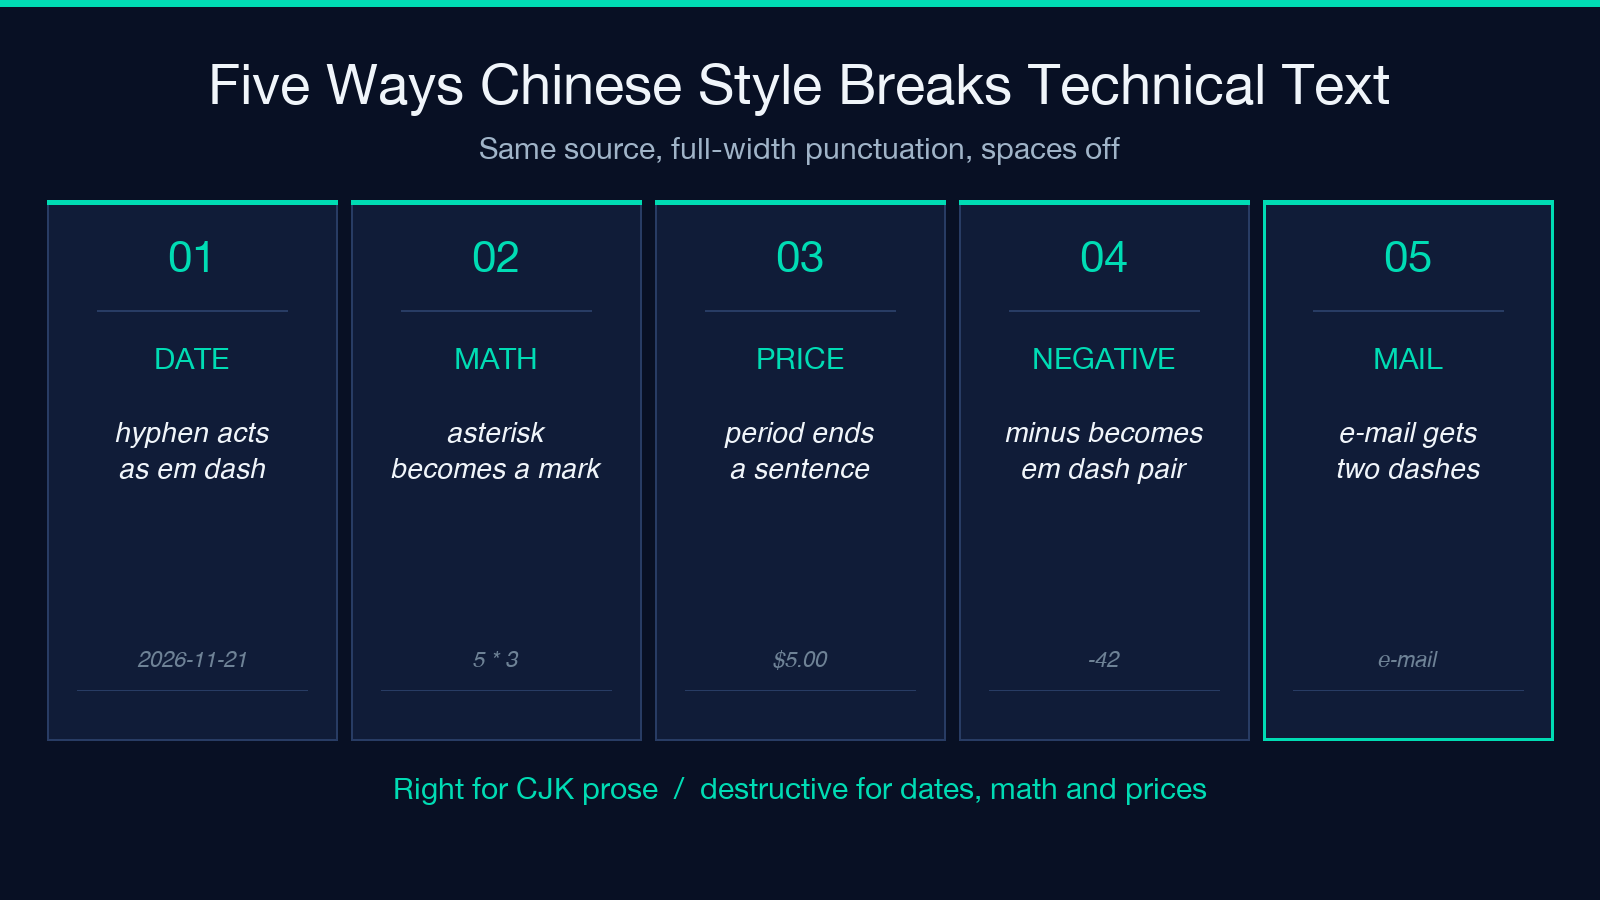 Five Ways Chinese Style Breaks Technical Text
Same source, full-width punctuation, spaces off
01
DATE
hyphen acts
as em dash
2026-11-21
02
MATH
asterisk
becomes a mark
5 * 3
03
PRICE
period ends
a sentence
$5.00
04
NEGATIVE
minus becomes
em dash pair
-42
05
MAIL
e-mail gets
two dashes
e-mail
Right for CJK prose / destructive for dates, math and prices